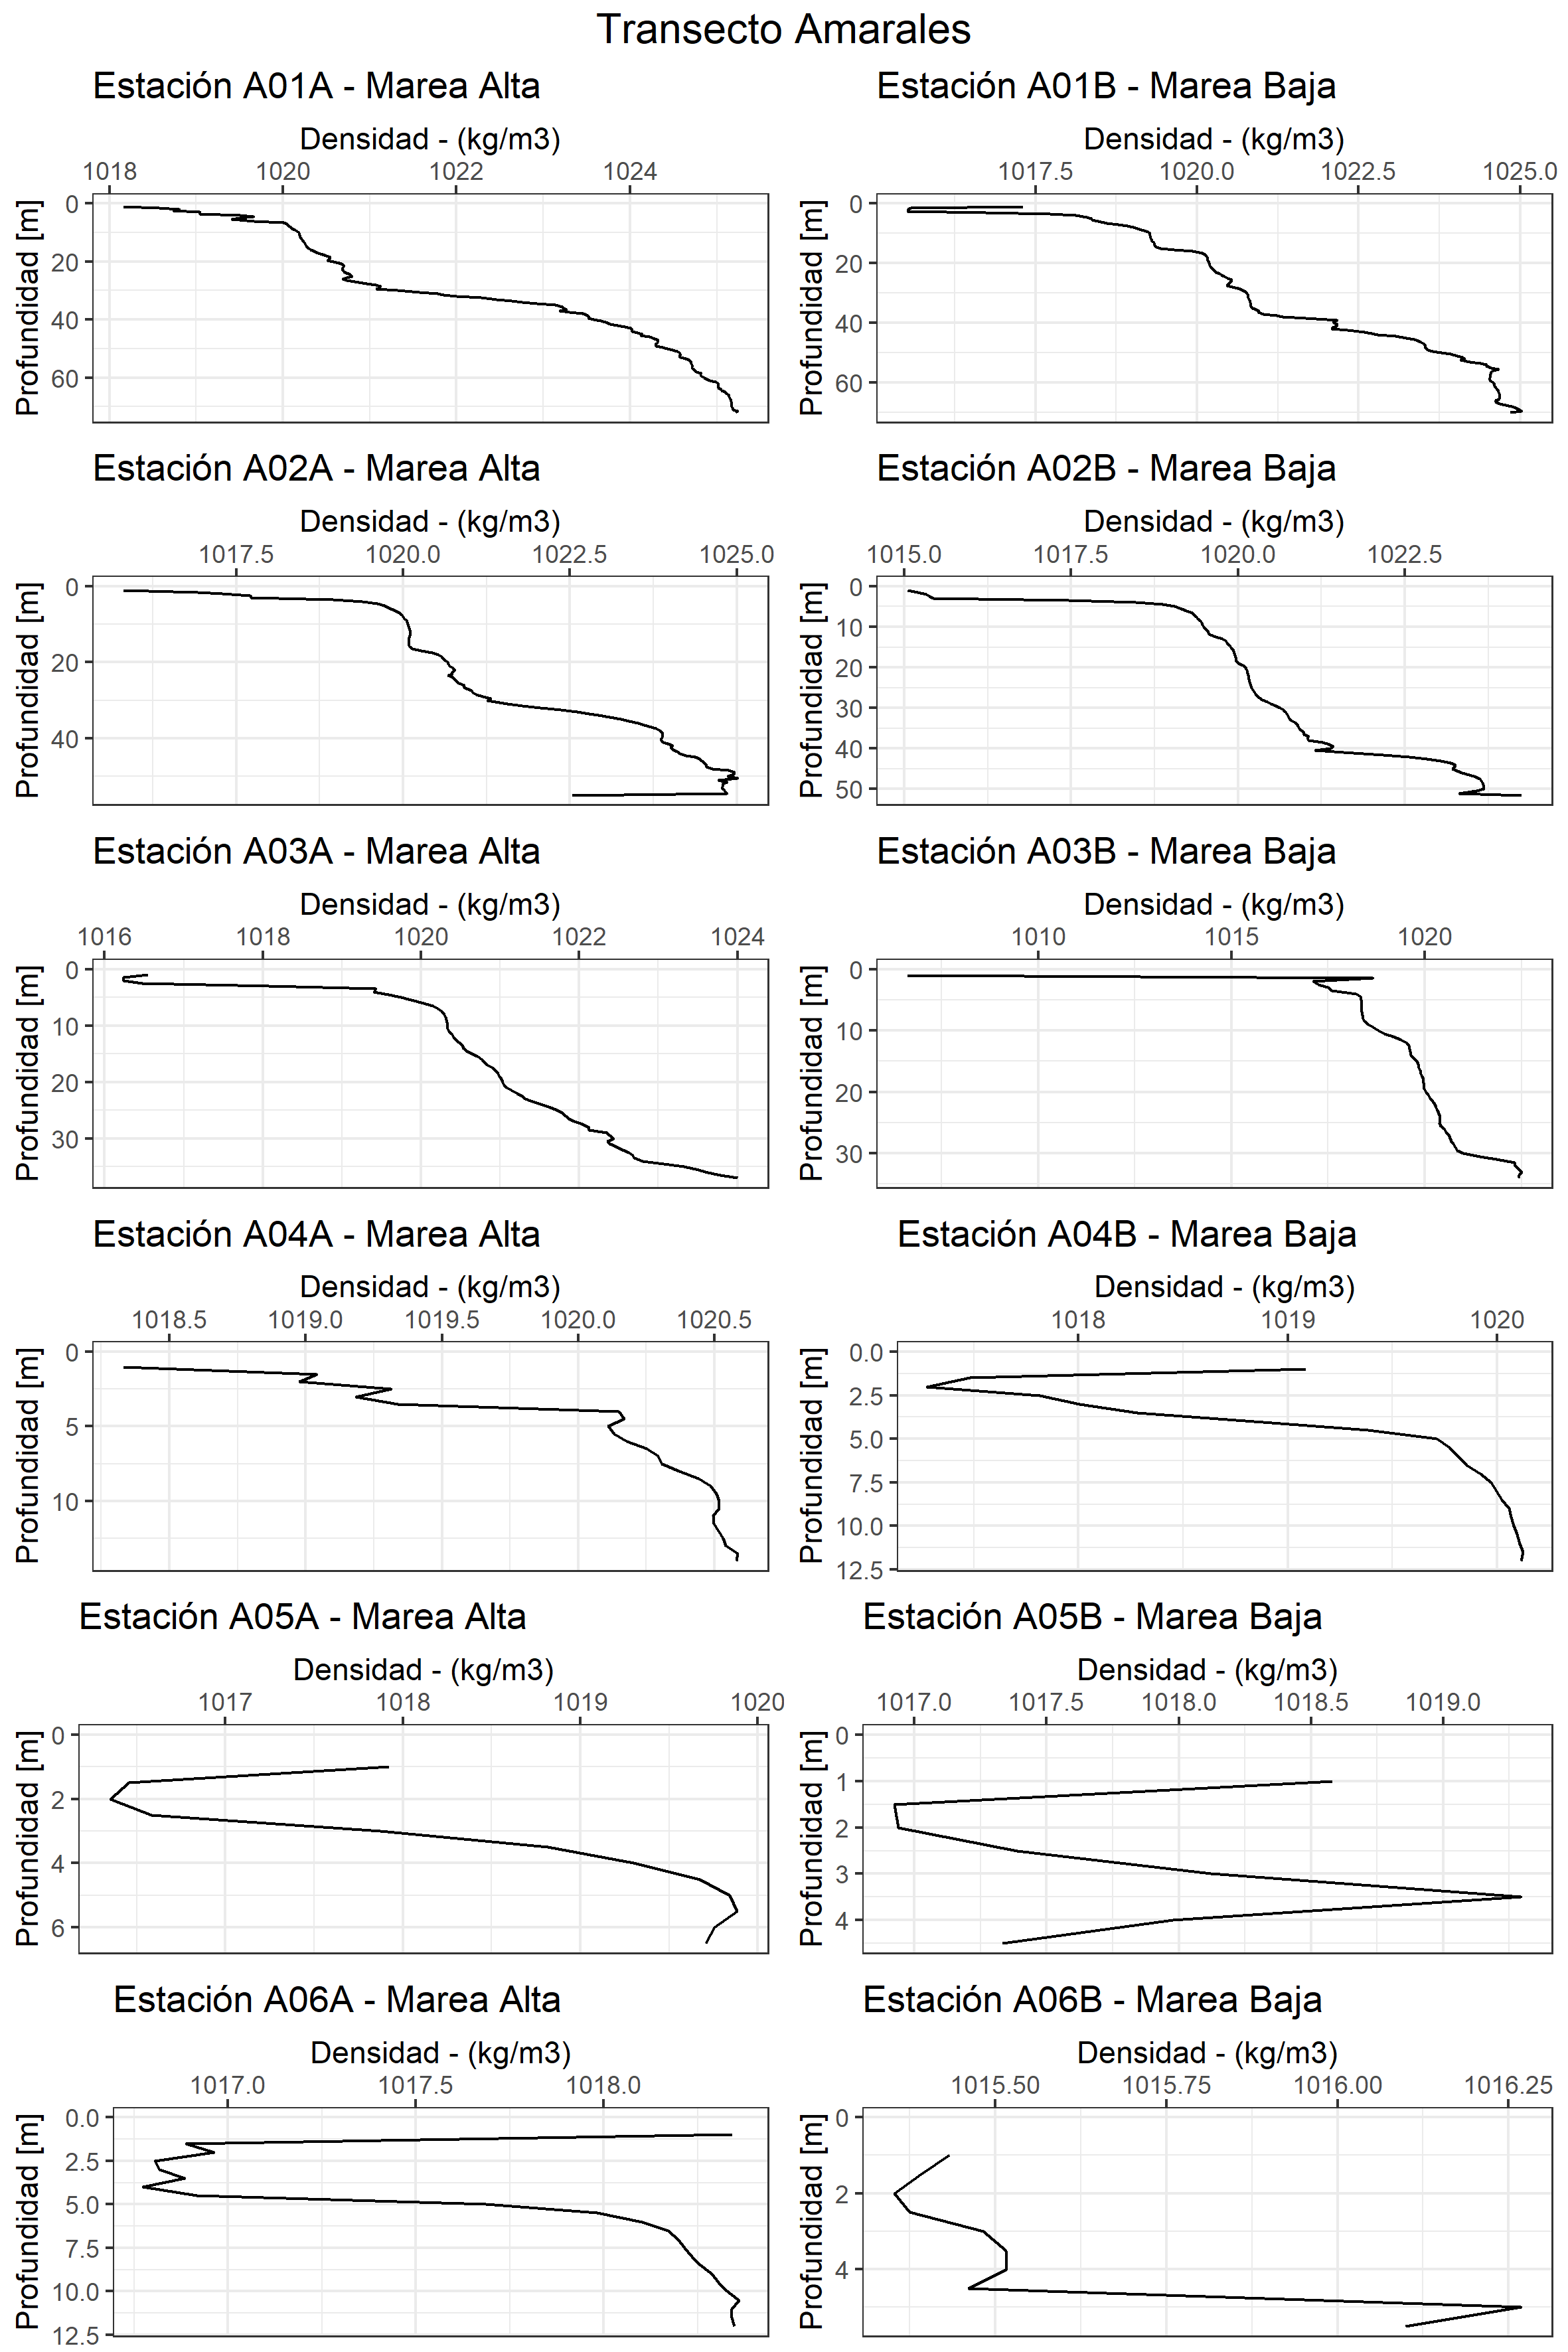 Transecto Amarales
Estación A01A - Marea Alta
Densidad - (kg/m3)
1018 1020 1022 1024
Profundidad [m]
0
20
40
60
Estación A01B - Marea Baja
Densidad - (kg/m3)
1017.5 1020.0 1022.5 1025.0
Profundidad [m]
0
20
40
60
Estación A02A - Marea Alta
Densidad - (kg/m3)
1017.5 1020.0 1022.5 1025.0
Profundidad [m]
0
20
40
Estación A02B - Marea Baja
Densidad - (kg/m3)
1015.0 1017.5 1020.0 1022.5
Profundidad [m]
0
10
20
30
40
50
Estación A03A - Marea Alta
Densidad - (kg/m3)
1016 1018 1020 1022 1024
Profundidad [m]
0
10
20
30
Estación A03B - Marea Baja
Densidad - (kg/m3)
1010 1015 1020
Profundidad [m]
0
10
20
30
Estación A04A - Marea Alta
Densidad - (kg/m3)
1018.5 1019.0 1019.5 1020.0 1020.5
Profundidad [m]
0
5
10
Estación A04B - Marea Baja
Densidad - (kg/m3)
1018 1019 1020
Profundidad [m]
0.0
2.5
5.0
7.5
10.0
12.5
Estación A05A - Marea Alta
Densidad - (kg/m3)
1017 1018 1019 1020
Profundidad [m]
0
2
4
6
Estación A05B - Marea Baja
Densidad - (kg/m3)
1017.0 1017.5 1018.0 1018.5 1019.0
Profundidad [m]
0
1
2
3
4
Estación A06A - Marea Alta
Densidad - (kg/m3)
1017.0 1017.5 1018.0
Profundidad [m]
0.0
2.5
5.0
7.5
10.0
12.5
Estación A06B - Marea Baja
Densidad - (kg/m3)
1015.50 1015.75 1016.00 1016.25
Profundidad [m]
0
2
4